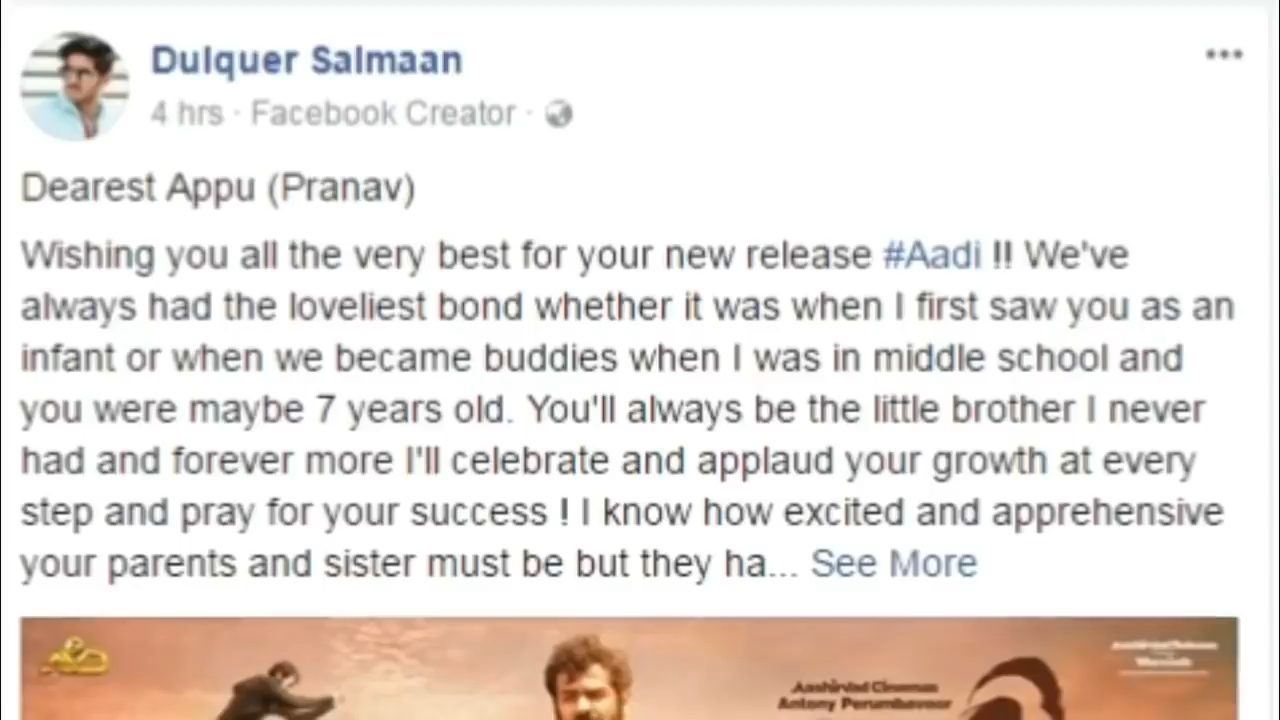 Dulquer Salmaan
4 hrs · Facebook Creator ·
Dearest Appu (Pranav)
Wishing you all the very best for your new release #Aadi !! We've
always had the loveliest bond whether it was when I first saw you as an
infant or when we became buddies when I was in middle school and
you were maybe 7 years old. You'll always be the little brother I never
had and forever more I'll celebrate and applaud your growth at every
step and pray for your success ! I know how excited and apprehensive
your parents and sister must be but they ha... See More
Aashirvad Cinemas
Antony Perumbavoor